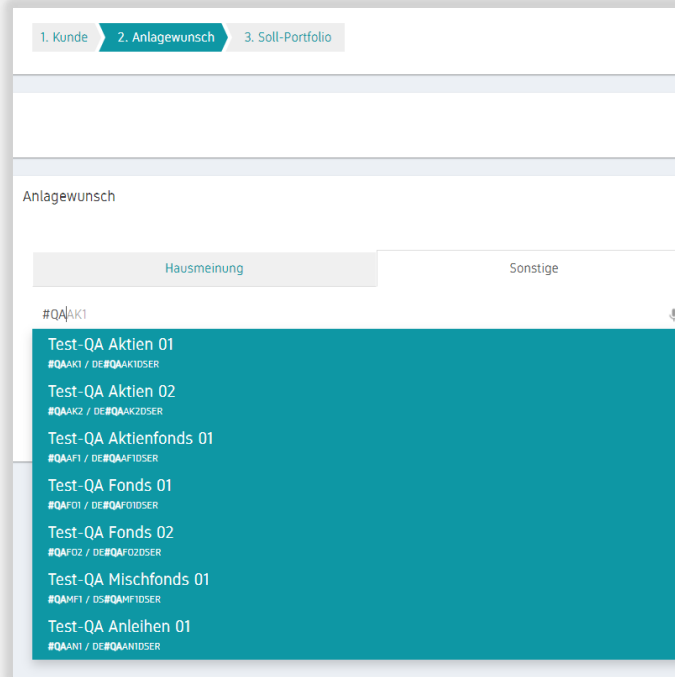 1. Kunde 2. Anlagewunsch 3. Soll-Portfolio
Anlagewunsch
Hausmeinung Sonstige
#QAAK1
Test-QA Aktien 01
#QAAK1 / DE#QAAK1DSER
Test-QA Aktien 02
#QAAK2 / DE#QAAK2DSER
Test-QA Aktienfonds 01
#QAAF1 / DE#QAAF1DSER
Test-QA Fonds 01
#QAFO1 / DE#QAFO1DSER
Test-QA Fonds 02
#QAFO2 / DE#QAFO2DSER
Test-QA Mischfonds 01
#QAMF1 / DS#QAMF1DSER
Test-QA Anleihen 01
#QAAN1 / DE#QAAN1DSER